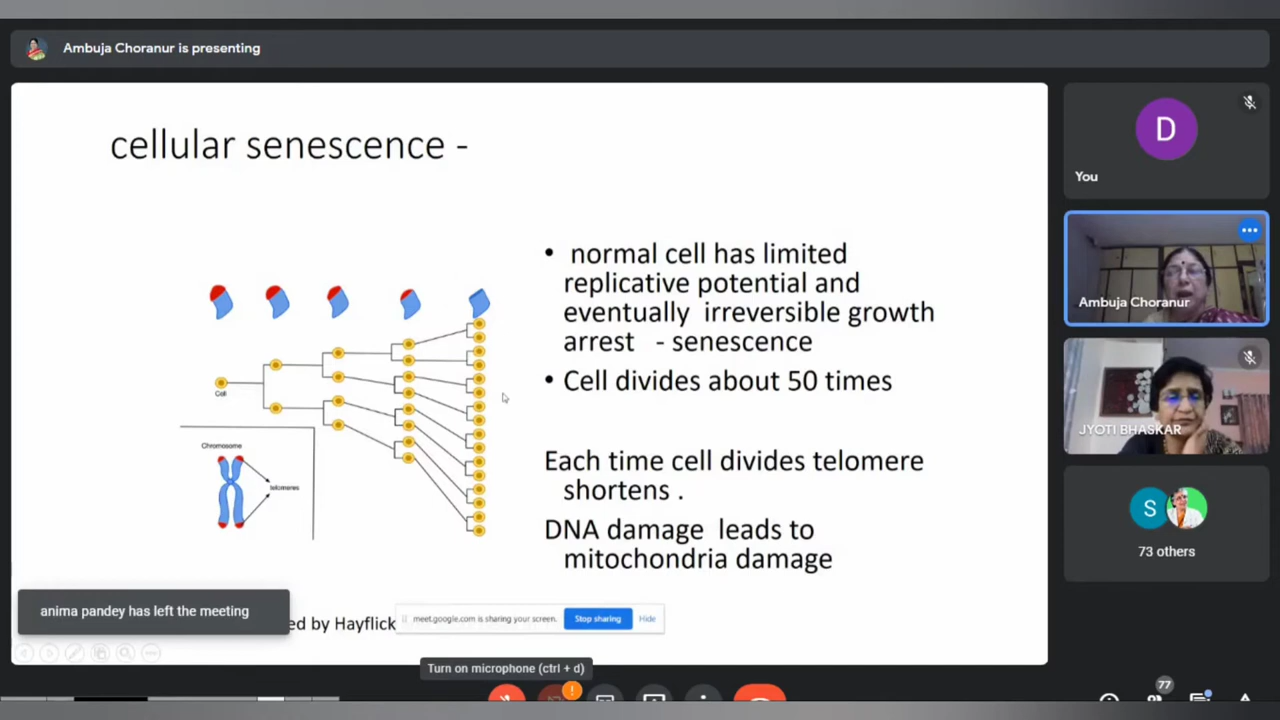 Ambuja Choranur is presenting
cellular senescence -
• normal cell has limited
replicative potential and
eventually irreversible growth
arrest - senescence
• Cell divides about 50 times
Each time cell divides telomere
shortens .
DNA damage leads to
mitochondria damage
Cell
Chromosome
telomeres
anima pandey has left the meeting
ed by Hayflick
meet.google.com is sharing your screen.
Stop sharing
Hide
Turn on microphone (ctrl + d)
D
You
Ambuja Choranur
JYOTI BHASKAR
S
73 others
77